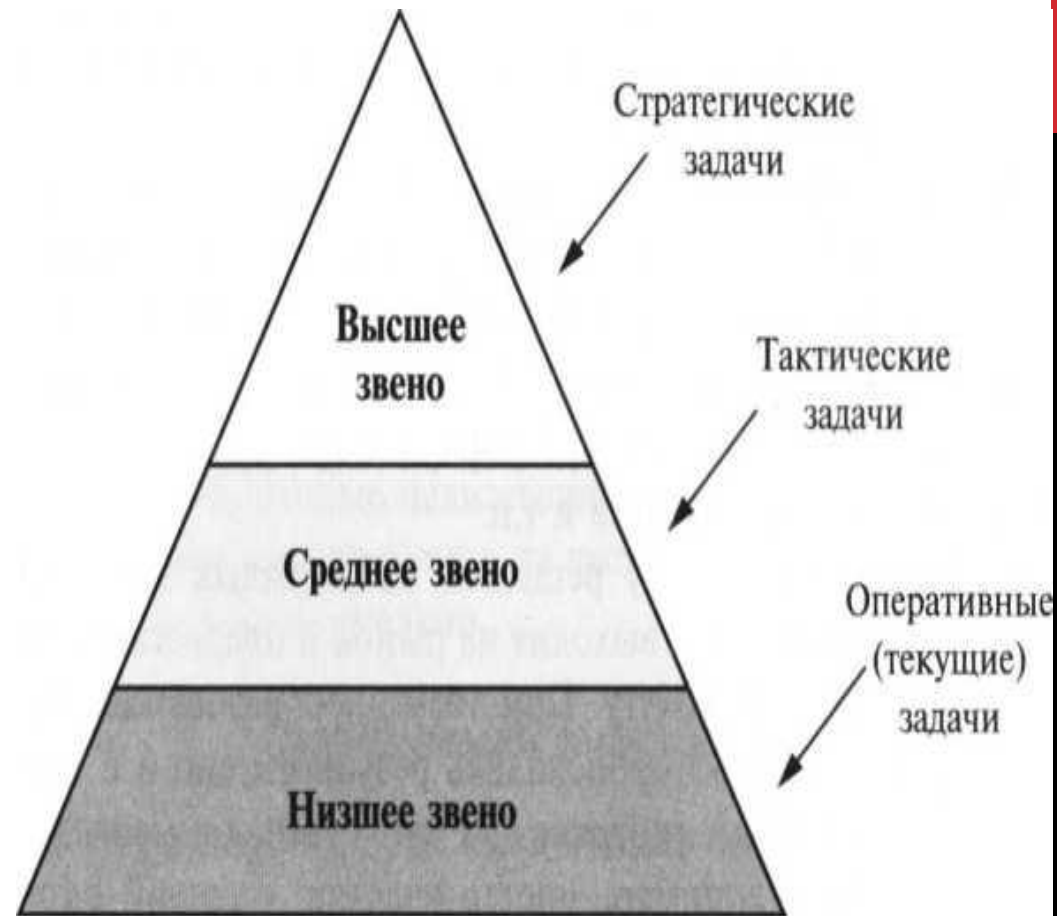 Стратегические
задачи
Высшее
звено
Тактические
задачи
Среднее звено
Оперативные
(текущие)
задачи
Низшее звено